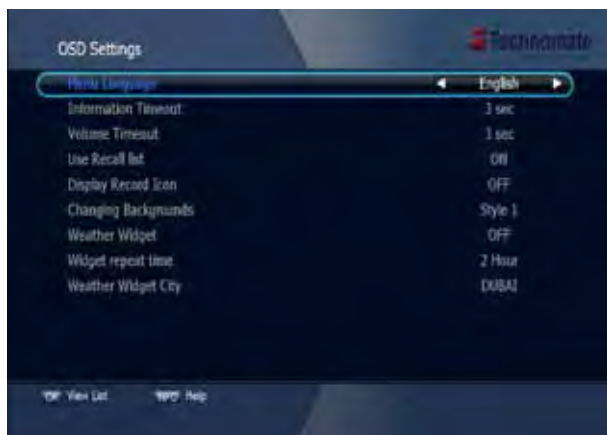 OSD Settings
Technomate
Menu Language English
Information Timeout 3 sec
Volume Timeout 3 sec
Use Recall list ON
Display Record Icon OFF
Changing Backgrounds Style 1
Weather Widget OFF
Widget repeat time 2 Hour
Weather Widget City DUBAI
View List Help